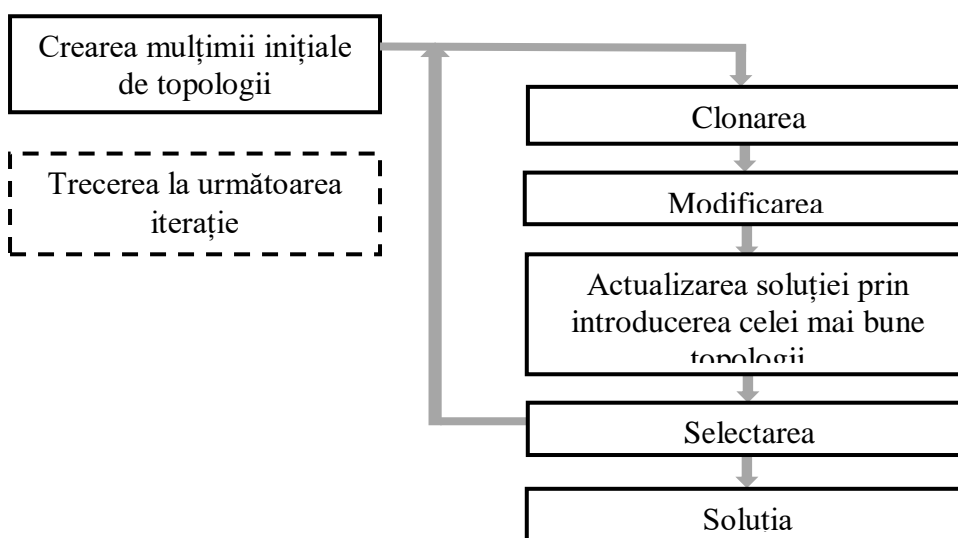 Crearea mulțimii inițiale
de topologii
Clonarea
Trecerea la următoarea
iterație
Modificarea
Actualizarea soluției prin
introducerea celei mai bune
topologii
Selectarea
Soluția